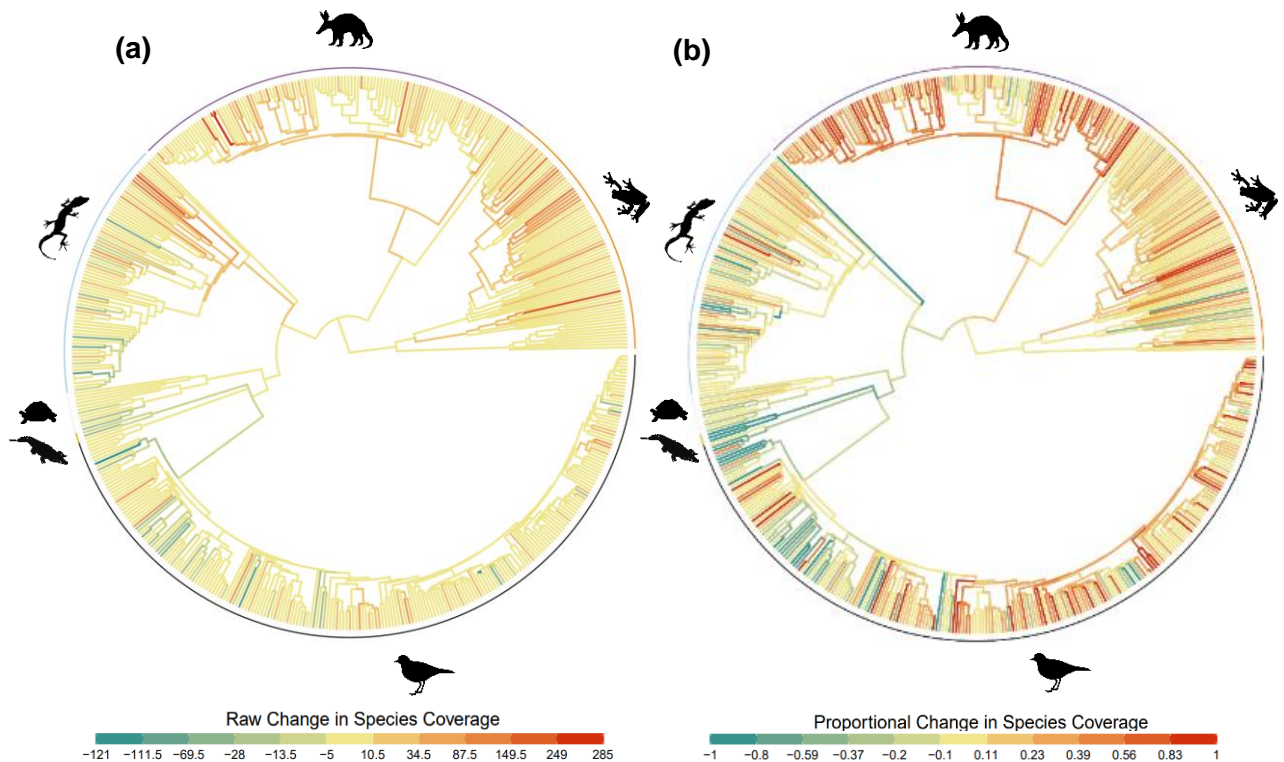 (a)
(b)
Raw Change in Species Coverage
−121 −111.5 −69.5 −28 −13.5 −5 10.5 34.5 87.5 149.5 249 285
Proportional Change in Species Coverage
−1 −0.8 −0.59 −0.37 −0.2 −0.1 0.11 0.23 0.39 0.56 0.83 1